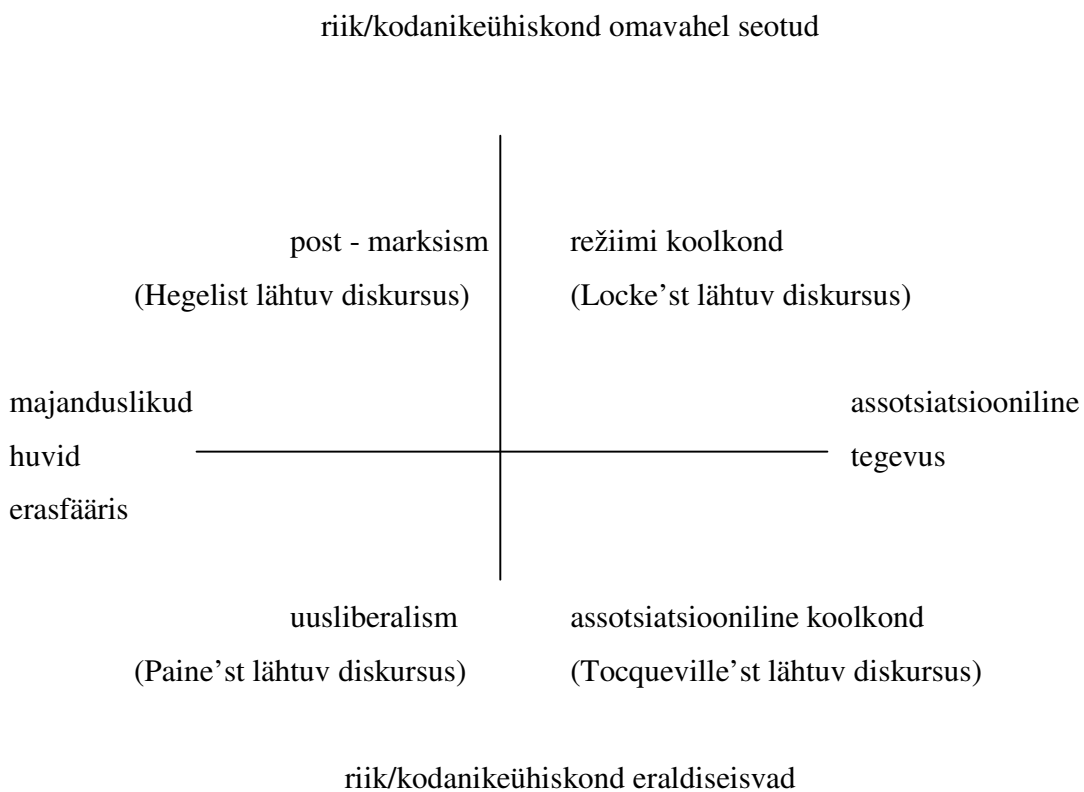 riik/kodanikeühiskond omavahel seotud
post - marksism režiimi koolkond
(Hegelist lähtuv diskursus) (Locke’st lähtuv diskursus)
majanduslikud assotsiatsiooniline
huvid tegevus
erasfääris
uusliberalism assotsiatsiooniline koolkond
(Paine’st lähtuv diskursus) (Tocqueville’st lähtuv diskursus)
riik/kodanikeühiskond eraldiseisvad